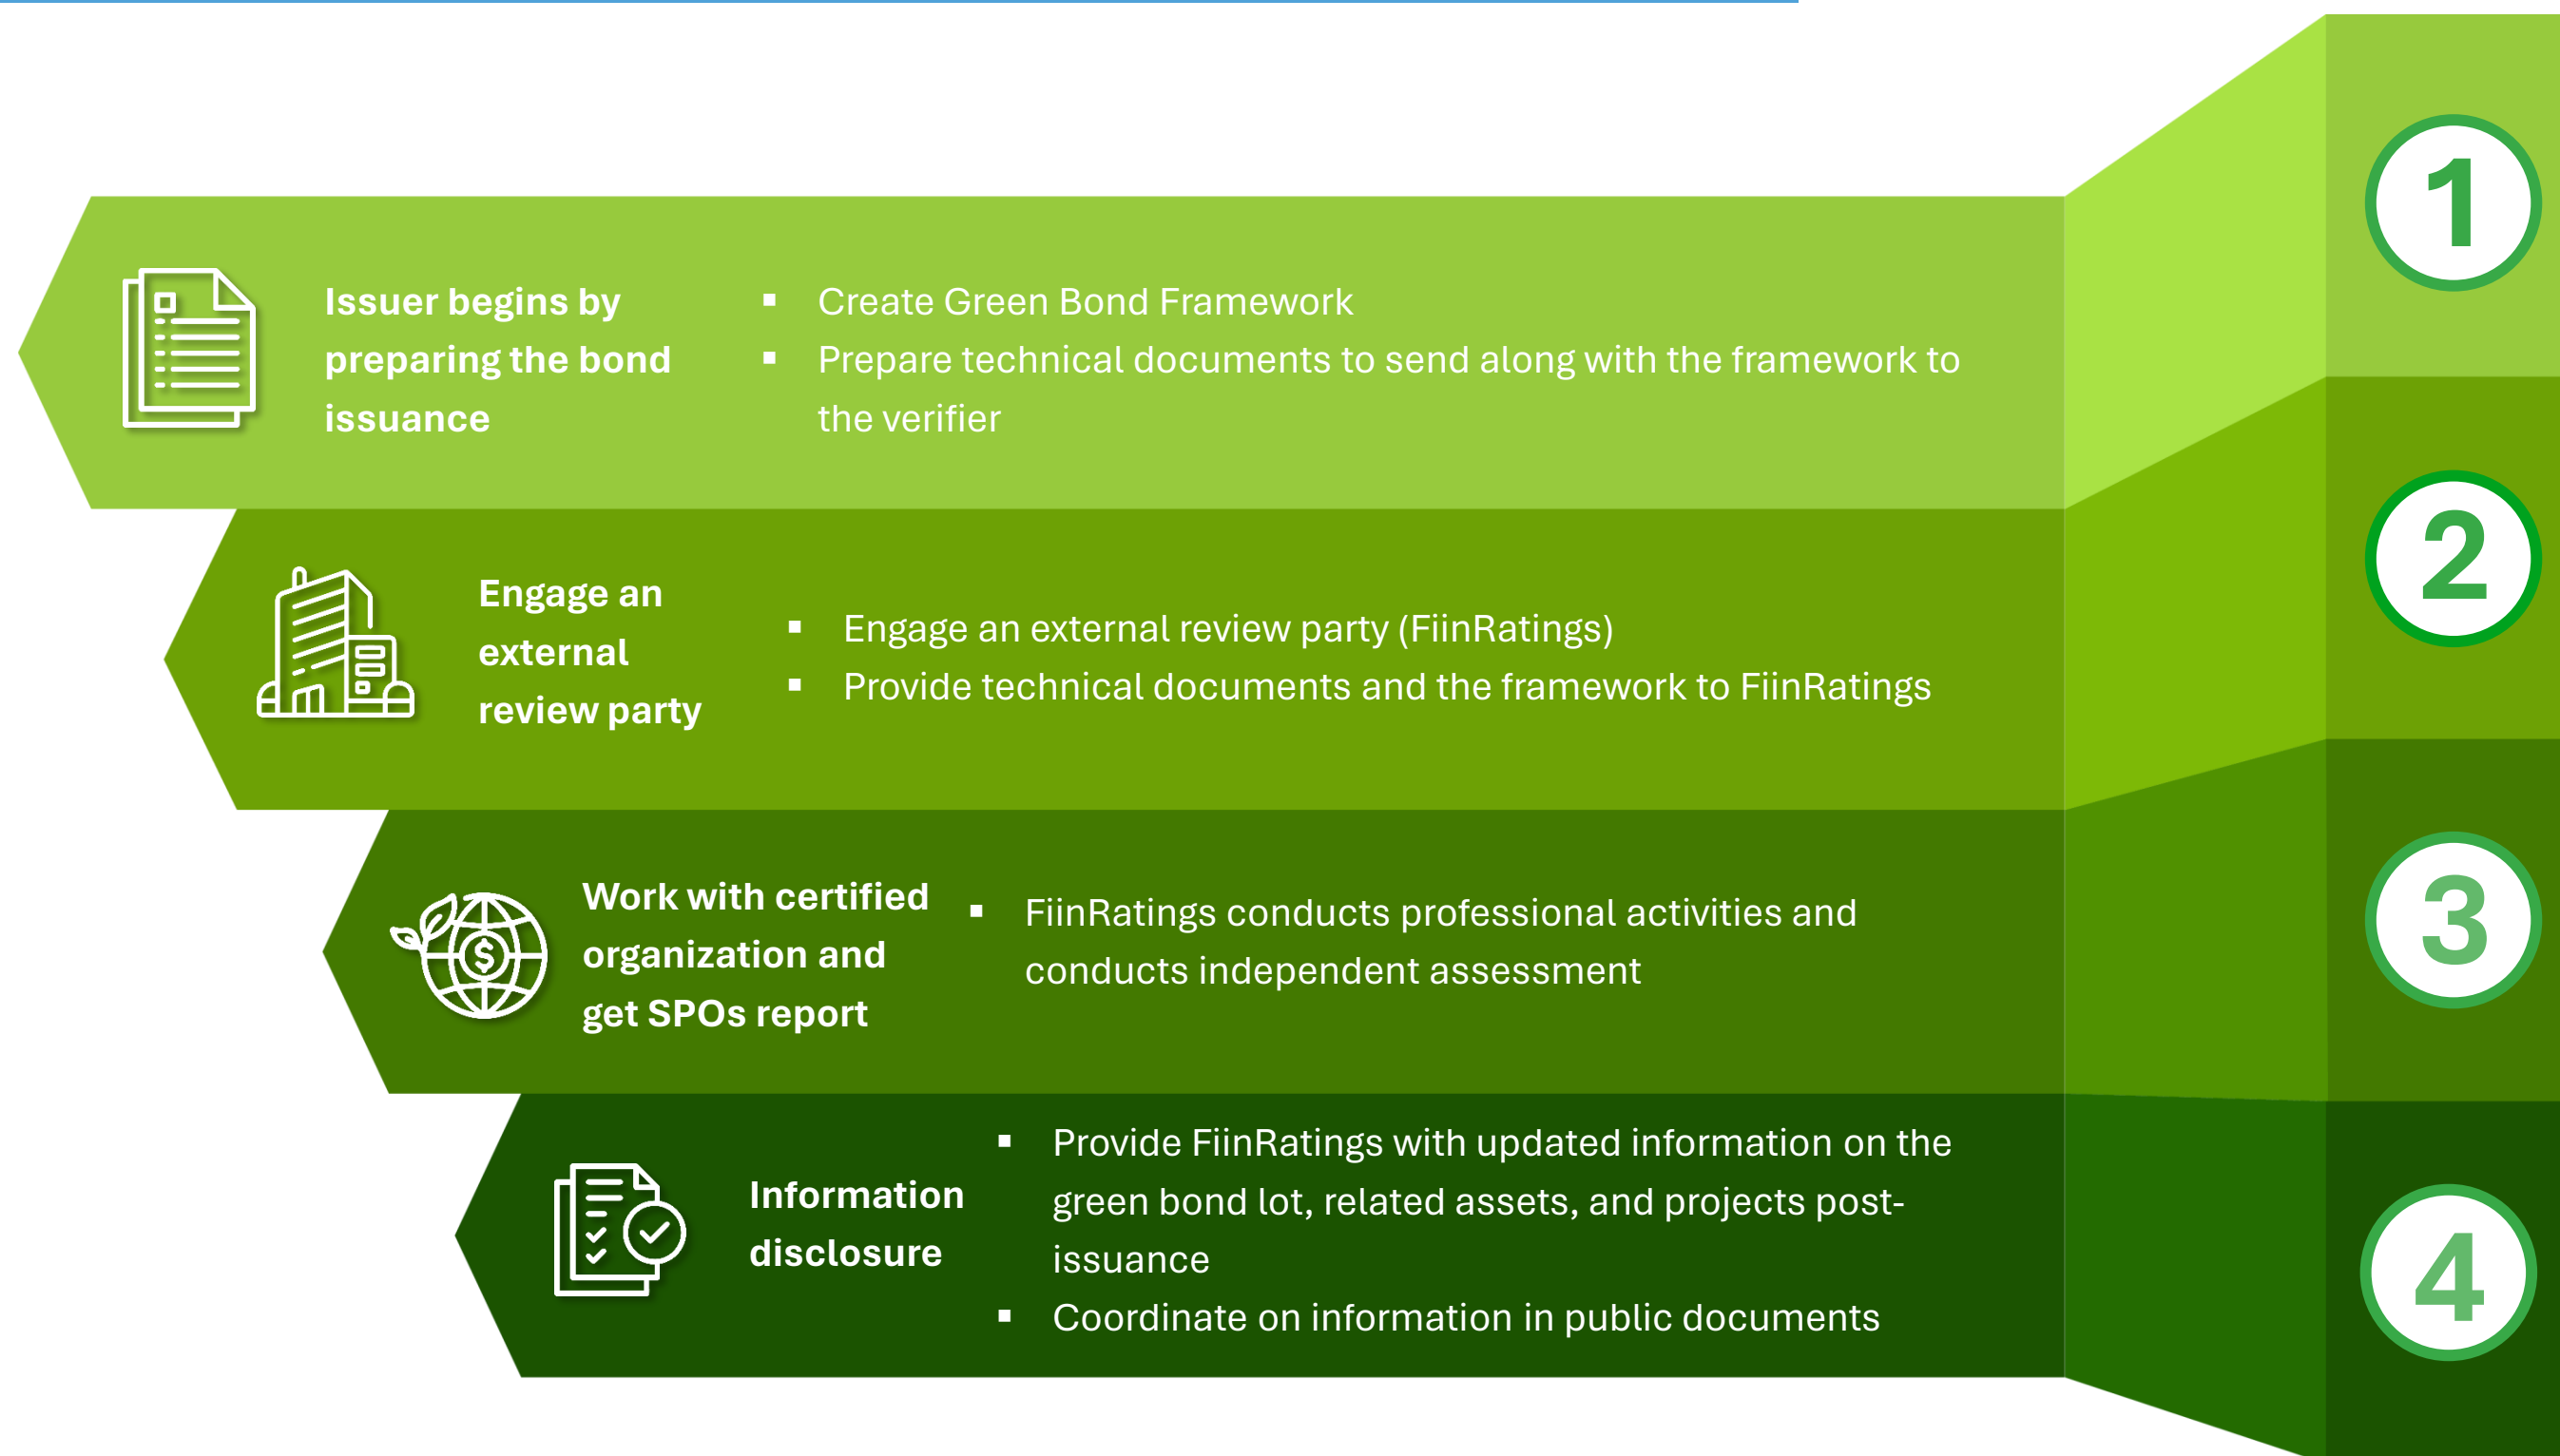 1
Issuer begins by
preparing the bond
issuance
▪ Create Green Bond Framework
▪ Prepare technical documents to send along with the framework to
the verifier
2
Engage an
external
review party
▪ Engage an external review party (FiinRatings)
▪ Provide technical documents and the framework to FiinRatings
3
Work with certified
organization and
get SPOs report
▪ FiinRatings conducts professional activities and
conducts independent assessment
4
Information
disclosure
▪ Provide FiinRatings with updated information on the
green bond lot, related assets, and projects post-
issuance
▪ Coordinate on information in public documents